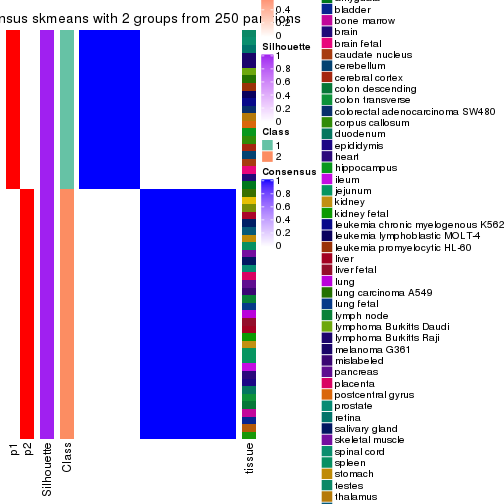 nsus skmeans with 2 groups from 250 partitions
0.4
0.2
0
Silhouette
1
0.8
0.6
0.4
0.2
0
Class
1
2
Consensus
1
0.8
0.6
0.4
0.2
0
p1
p2
Silhouette
Class
tissue
bladder
bone marrow
brain
brain fetal
caudate nucleus
cerebellum
cerebral cortex
colon descending
colon transverse
colorectal adenocarcinoma SW480
corpus callosum
duodenum
epididymis
heart
hippocampus
ileum
jejunum
kidney
kidney fetal
leukemia chronic myelogenous K562
leukemia lymphoblastic MOLT-4
leukemia promyelocytic HL-60
liver
liver fetal
lung
lung carcinoma A549
lung fetal
lymph node
lymphoma Burkitts Daudi
lymphoma Burkitts Raji
melanoma G361
mislabeled
pancreas
placenta
postcentral gyrus
prostate
retina
salivary gland
skeletal muscle
spinal cord
spleen
stomach
testes
thalamus